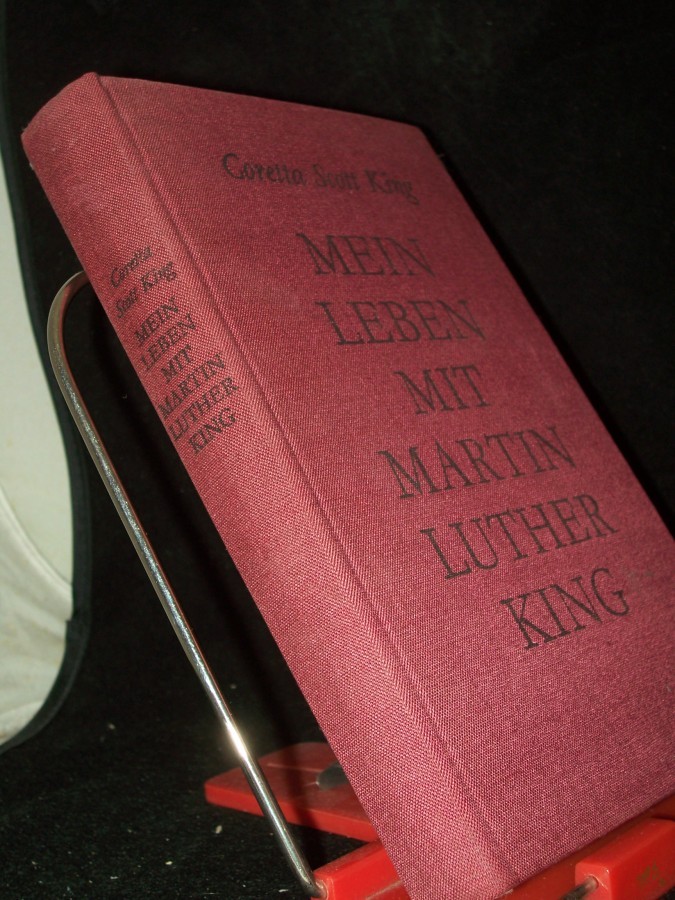 Coretta Scott King
MEIN
LEBEN
MIT
MARTIN
LUTHER
KING
Coretta
Scott King
MEIN
LEBEN
MIT
MARTIN
LUTHER
KING